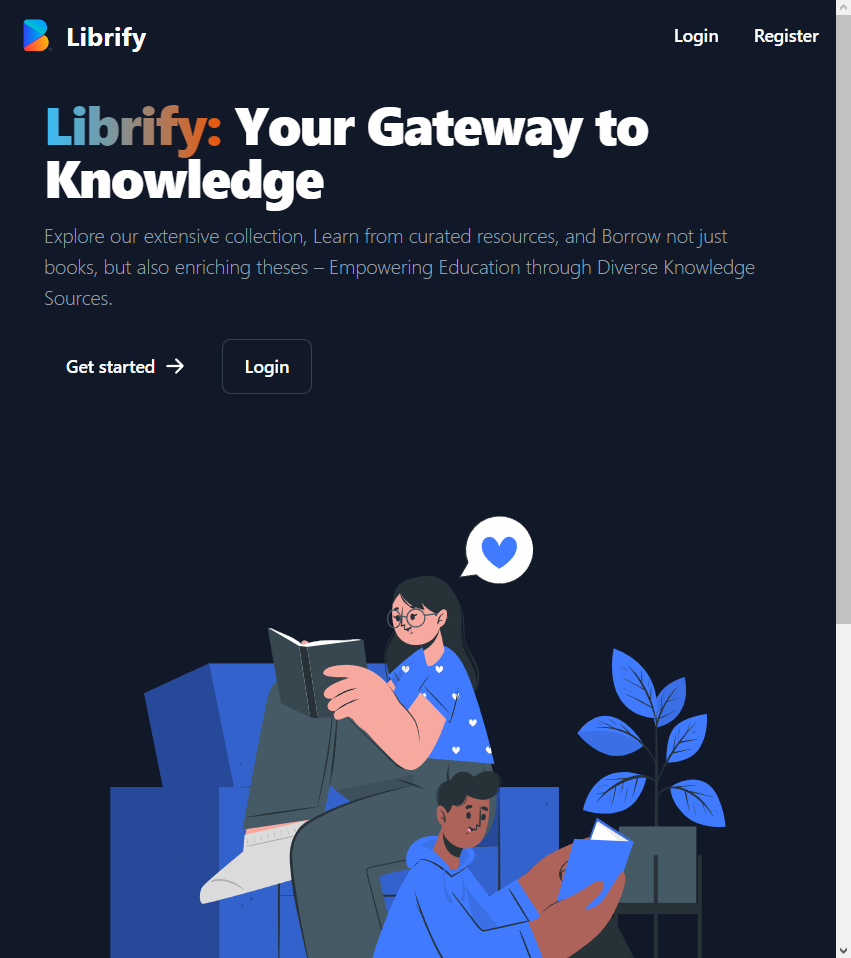 Librify
Login
Register
Librify: Your Gateway to
Knowledge
Explore our extensive collection, Learn from curated resources, and Borrow not just
books, but also enriching theses – Empowering Education through Diverse Knowledge
Sources.
Get started
Login